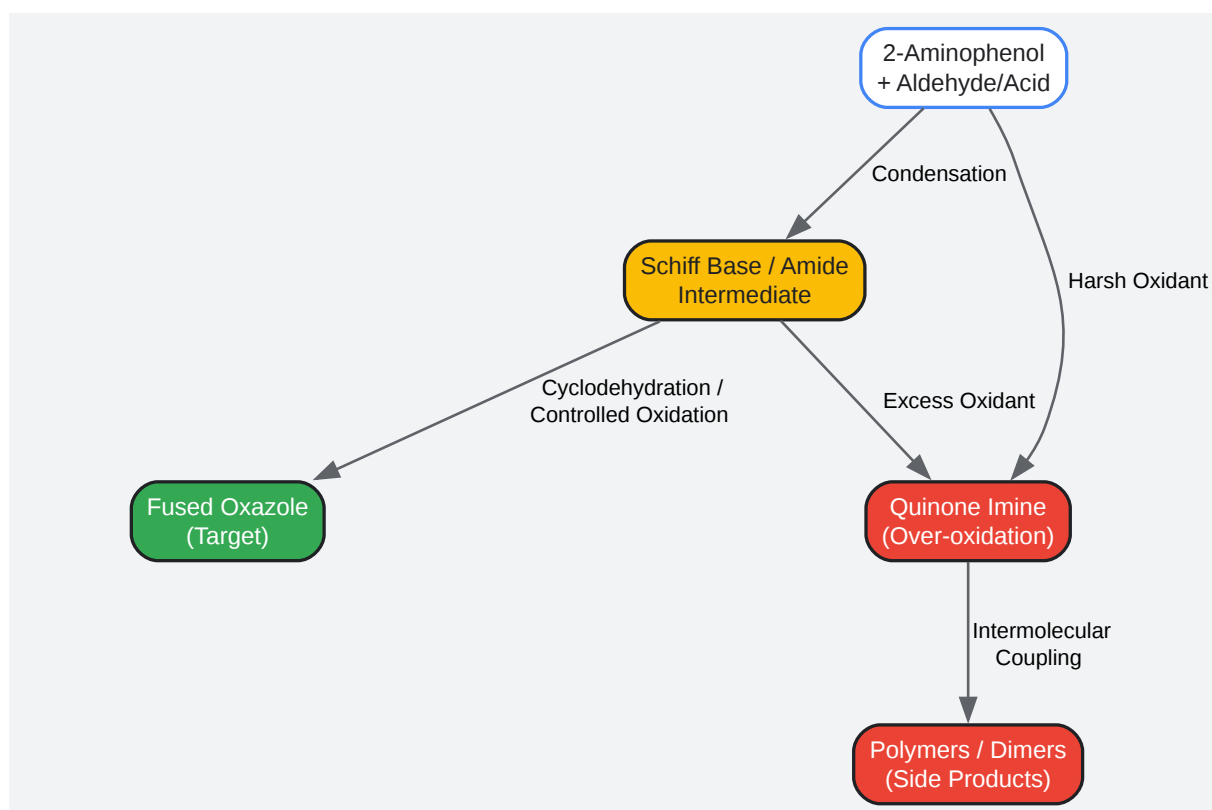 2-Aminophenol
+ Aldehyde/Acid
Condensation
Schiff Base / Amide
Intermediate
Harsh Oxidant
Cyclodehydration /
Controlled Oxidation
Excess Oxidant
Fused Oxazole
(Target)
Quinone Imine
(Over-oxidation)
Intermolecular
Coupling
Polymers / Dimers
(Side Products)